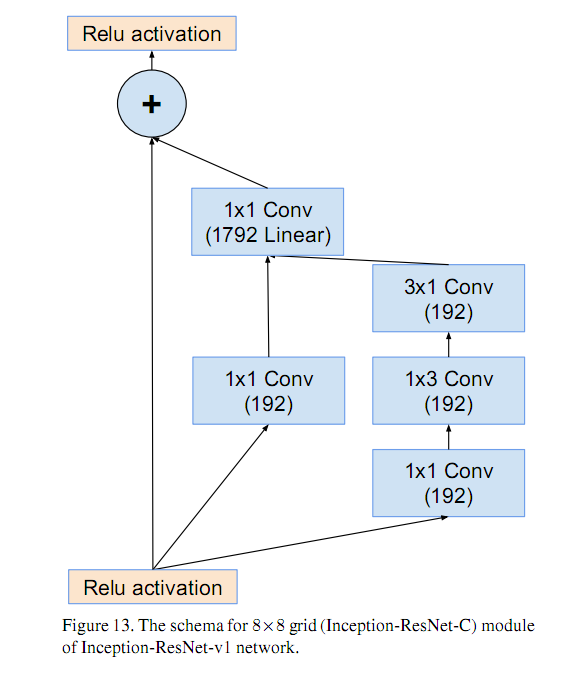 Relu activation
+
1x1 Conv
(1792 Linear)
3x1 Conv
(192)
1x1 Conv
(192)
1x3 Conv
(192)
1x1 Conv
(192)
Relu activation
Figure 13. The schema for 8×8 grid (Inception-ResNet-C) module
of Inception-ResNet-v1 network.